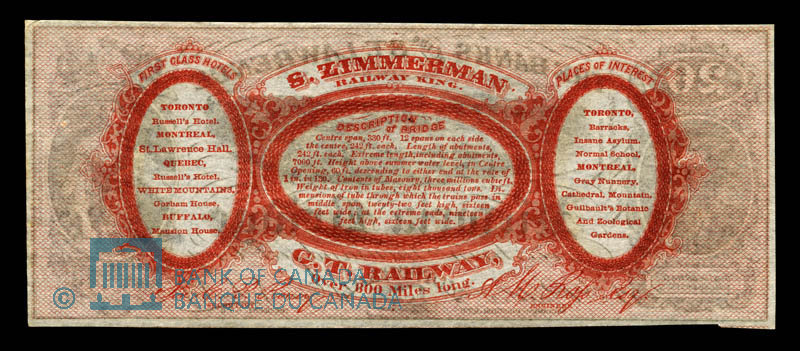 FIRST CLASS HOTELS
TORONTO
Russell's Hotel.
MONTREAL,
St. Lawrence Hall,
QUEBEC,
Russell's Hotel.
WHITE MOUNTAINS,
Gorham House.
BUFFALO,
Mansion House.
S. ZIMMERMAN,
RAILWAY KING.
DESCRIPTION
OF BRIDGE
Centre span, 330 ft. 12 spans on each side
the centre, 242 ft. each. Length of abutments,
242 ft. each. Extreme length, including abutments,
7000 ft. Height above summer water level, in Centre
Opening, 60 ft. descending to either end at the rate of
1 in 130. Contents of Masonry, three millions cub. feet.
Weight of Iron in tubes, eight thousand tons. Di-
mensions of tube through which the trains pass in
middle span, twenty-two feet high, sixteen
feet wide; at the extreme ends, nineteen
feet high, sixteen feet wide.
G. T. RAILWAY,
Over 800 Miles long.
PLACES OF INTEREST
TORONTO,
Barracks,
Insane Asylum.
Normal School,
MONTREAL,
Gray Nunnery,
Cathedral, Mountain,
Guilbault's Botanic
And Zoological
Gardens.
BANK OF CANADA
© BANQUE DU CANADA